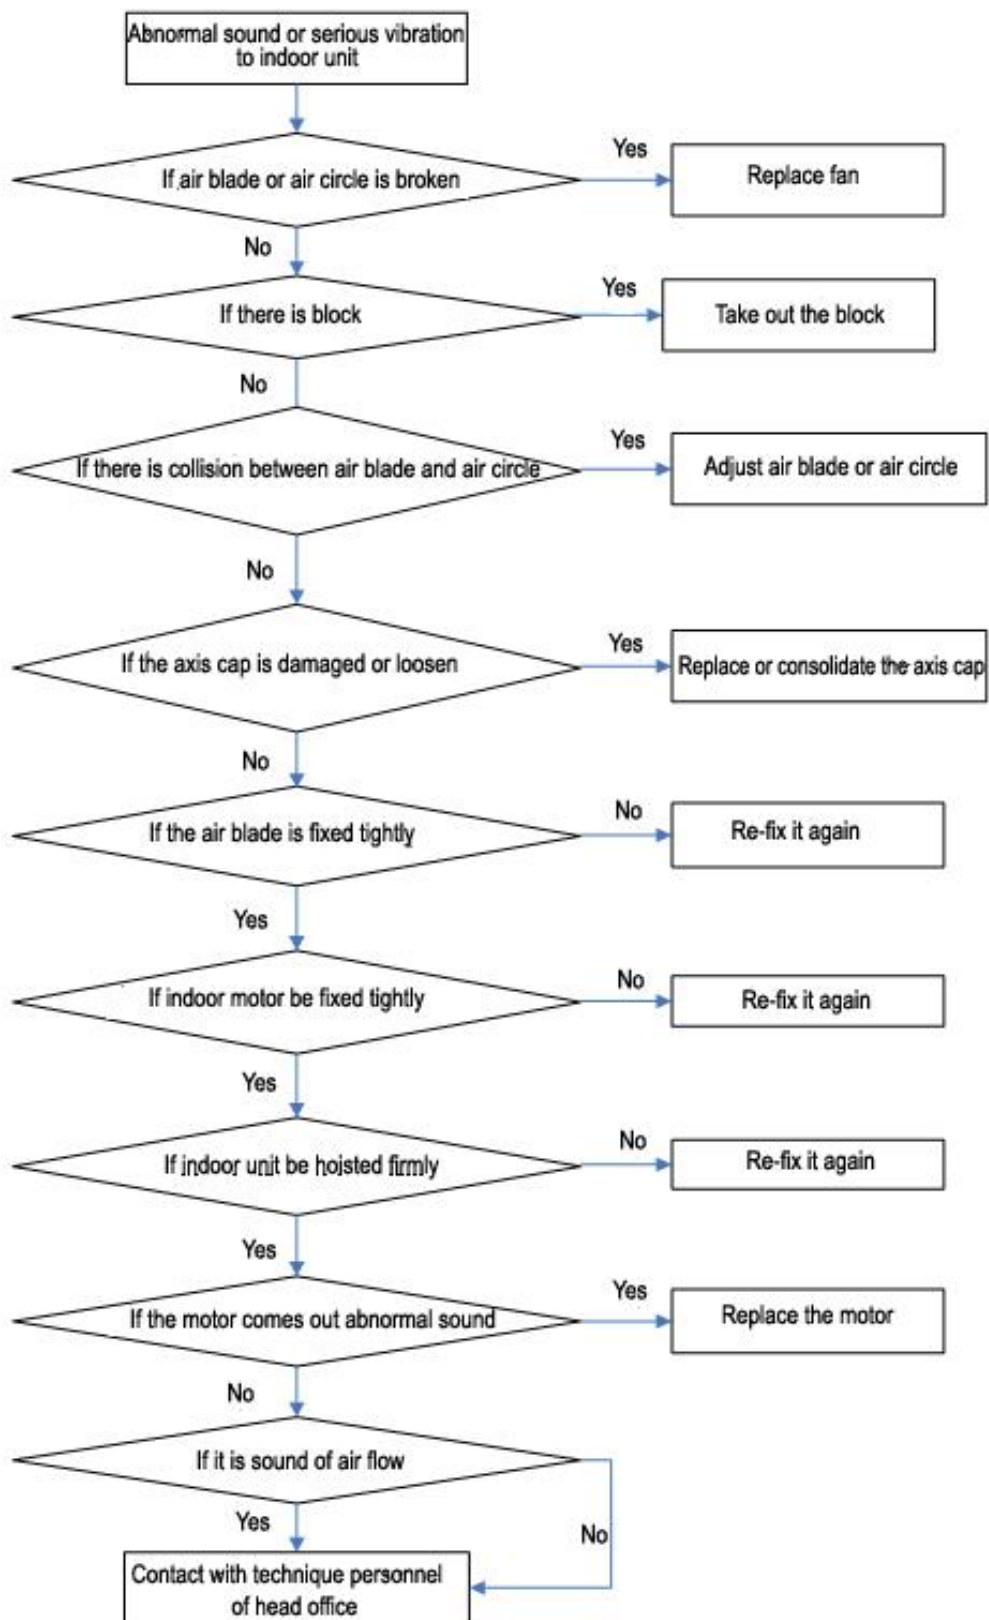 Abnormal sound or serious vibration
to indoor unit
If air blade or air circle is broken
Yes
Replace fan
No
If there is block
Yes
Take out the block
No
If there is collision between air blade and air circle
Yes
Adjust air blade or air circle
No
If the axis cap is damaged or loosen
Yes
Replace or consolidate the axis cap
No
If the air blade is fixed tightly
No
Re-fix it again
Yes
If indoor motor be fixed tightly
No
Re-fix it again
Yes
If indoor unit be hoisted firmly
No
Re-fix it again
Yes
If the motor comes out abnormal sound
Yes
Replace the motor
No
If it is sound of air flow
Yes
No
Contact with technique personnel
of head office